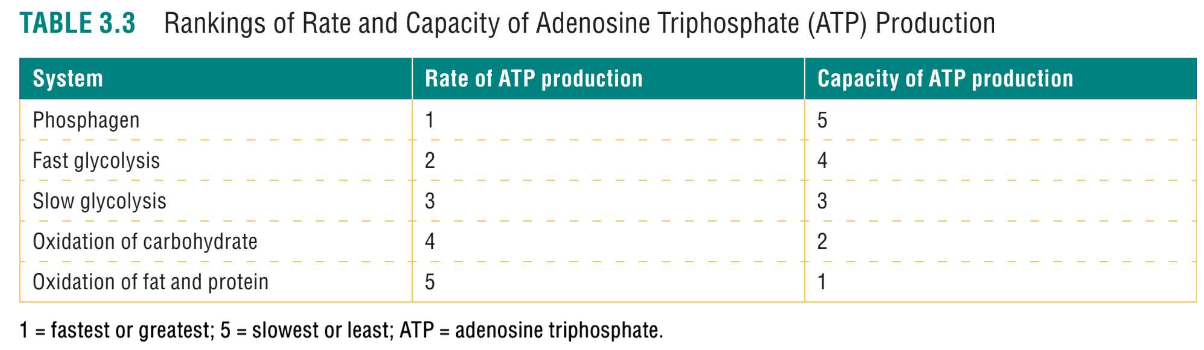 TABLE 3.3 Rankings of Rate and Capacity of Adenosine Triphosphate (ATP) Production
System Rate of ATP production Capacity of ATP production
Phosphagen 1 5
Fast glycolysis 2 4
Slow glycolysis 3 3
Oxidation of carbohydrate 4 2
Oxidation of fat and protein 5 1
1 = fastest or greatest; 5 = slowest or least; ATP = adenosine triphosphate.